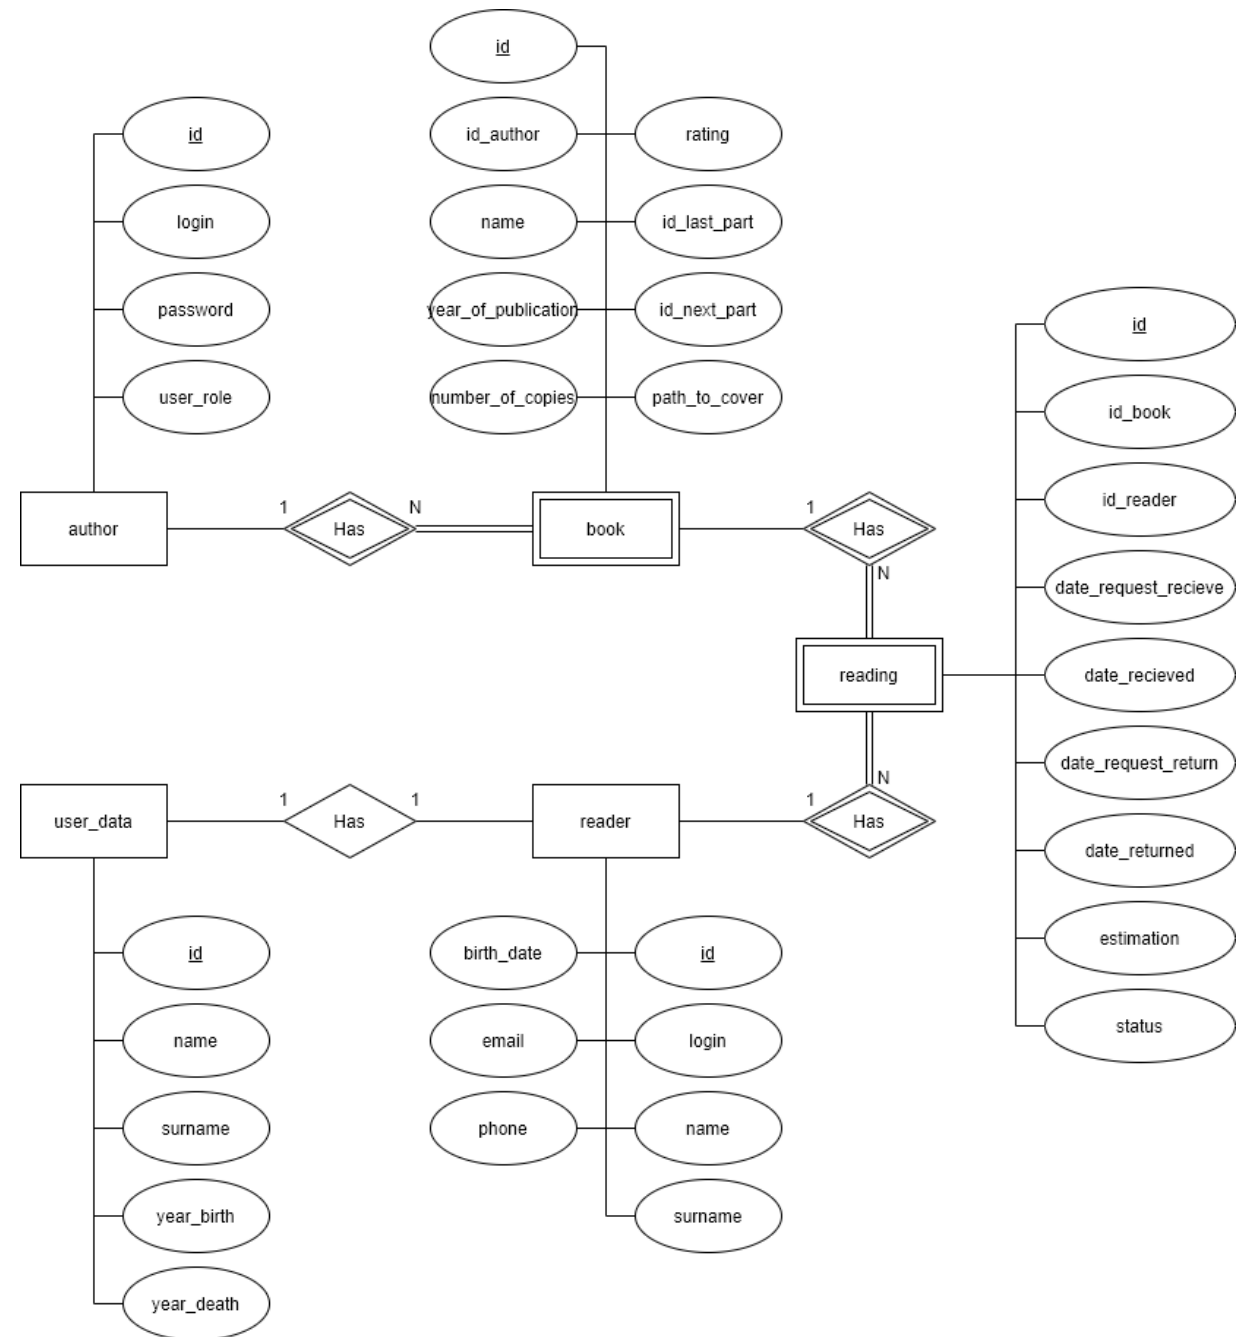 id
id
id_author
rating
login
name
id_last_part
password
year_of_publication
id_next_part
user_role
number_of_copies
path_to_cover
author
1
Has
N
book
1
Has
N
id
id_book
id_reader
date_request_recieve
reading
date_recieved
date_request_return
date_returned
estimation
status
user_data
1
Has
1
reader
1
Has
N
id
name
surname
year_birth
year_death
birth_date
id
email
login
phone
name
surname